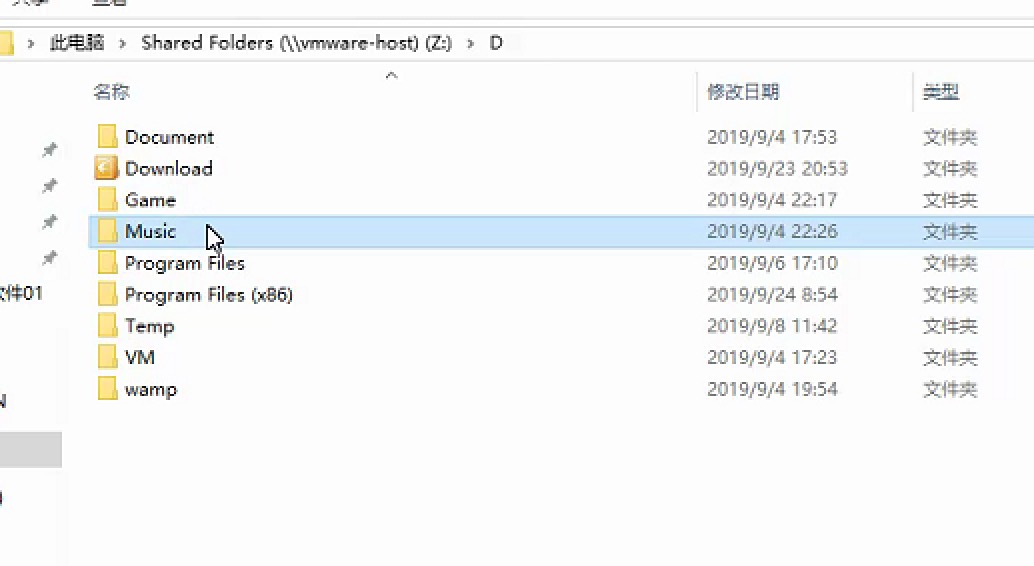 共享 查看
此电脑 › Shared Folders (\\vmware-host) (Z:) › D
名称 修改日期 类型
Document 2019/9/4 17:53 文件夹
Download 2019/9/23 20:53 文件夹
Game 2019/9/4 22:17 文件夹
Music 2019/9/4 22:26 文件夹
Program Files 2019/9/6 17:10 文件夹
件01
Program Files (x86) 2019/9/24 8:54 文件夹
Temp 2019/9/8 11:42 文件夹
VM 2019/9/4 17:23 文件夹
wamp 2019/9/4 19:54 文件夹